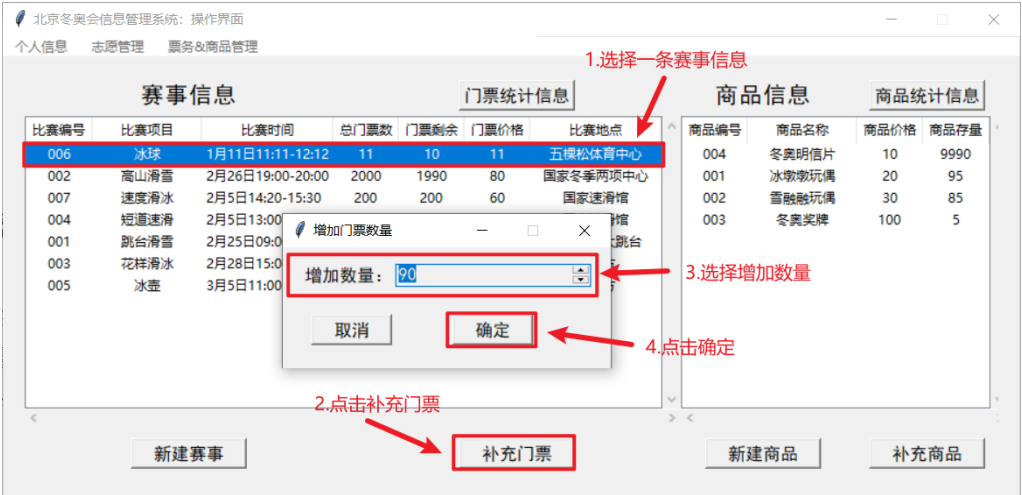 北京冬奥会信息管理系统：操作界面
个人信息 志愿管理 票务&商品管理
1.选择一条赛事信息
赛事信息 门票统计信息 商品信息 商品统计信息
比赛编号 比赛项目 比赛时间 总门票数 门票剩余 门票价格 比赛地点 商品编号 商品名称 商品价格 商品存量
006 冰球 1月11日11:11-12:12 11 10 11 五棵松体育中心 004 冬奥明信片 10 9990
002 高山滑雪 2月26日19:00-20:00 2000 1990 80 国家冬季两项中心 001 冰墩墩玩偶 20 95
007 速度滑冰 2月5日14:20-15:30 200 200 60 国家速滑馆 002 雪融融玩偶 30 85
004 短道速滑 2月5日13:00 滑馆 003 冬奥奖牌 100 5
增加门票数量
001 跳台滑雪 2月25日09:0 跳台
003 花样滑冰 2月28日15:0
005 冰壶 3月5日11:00
增加数量： 90
3.选择增加数量
取消 确定
4.点击确定
2.点击补充门票
新建赛事 补充门票 新建商品 补充商品